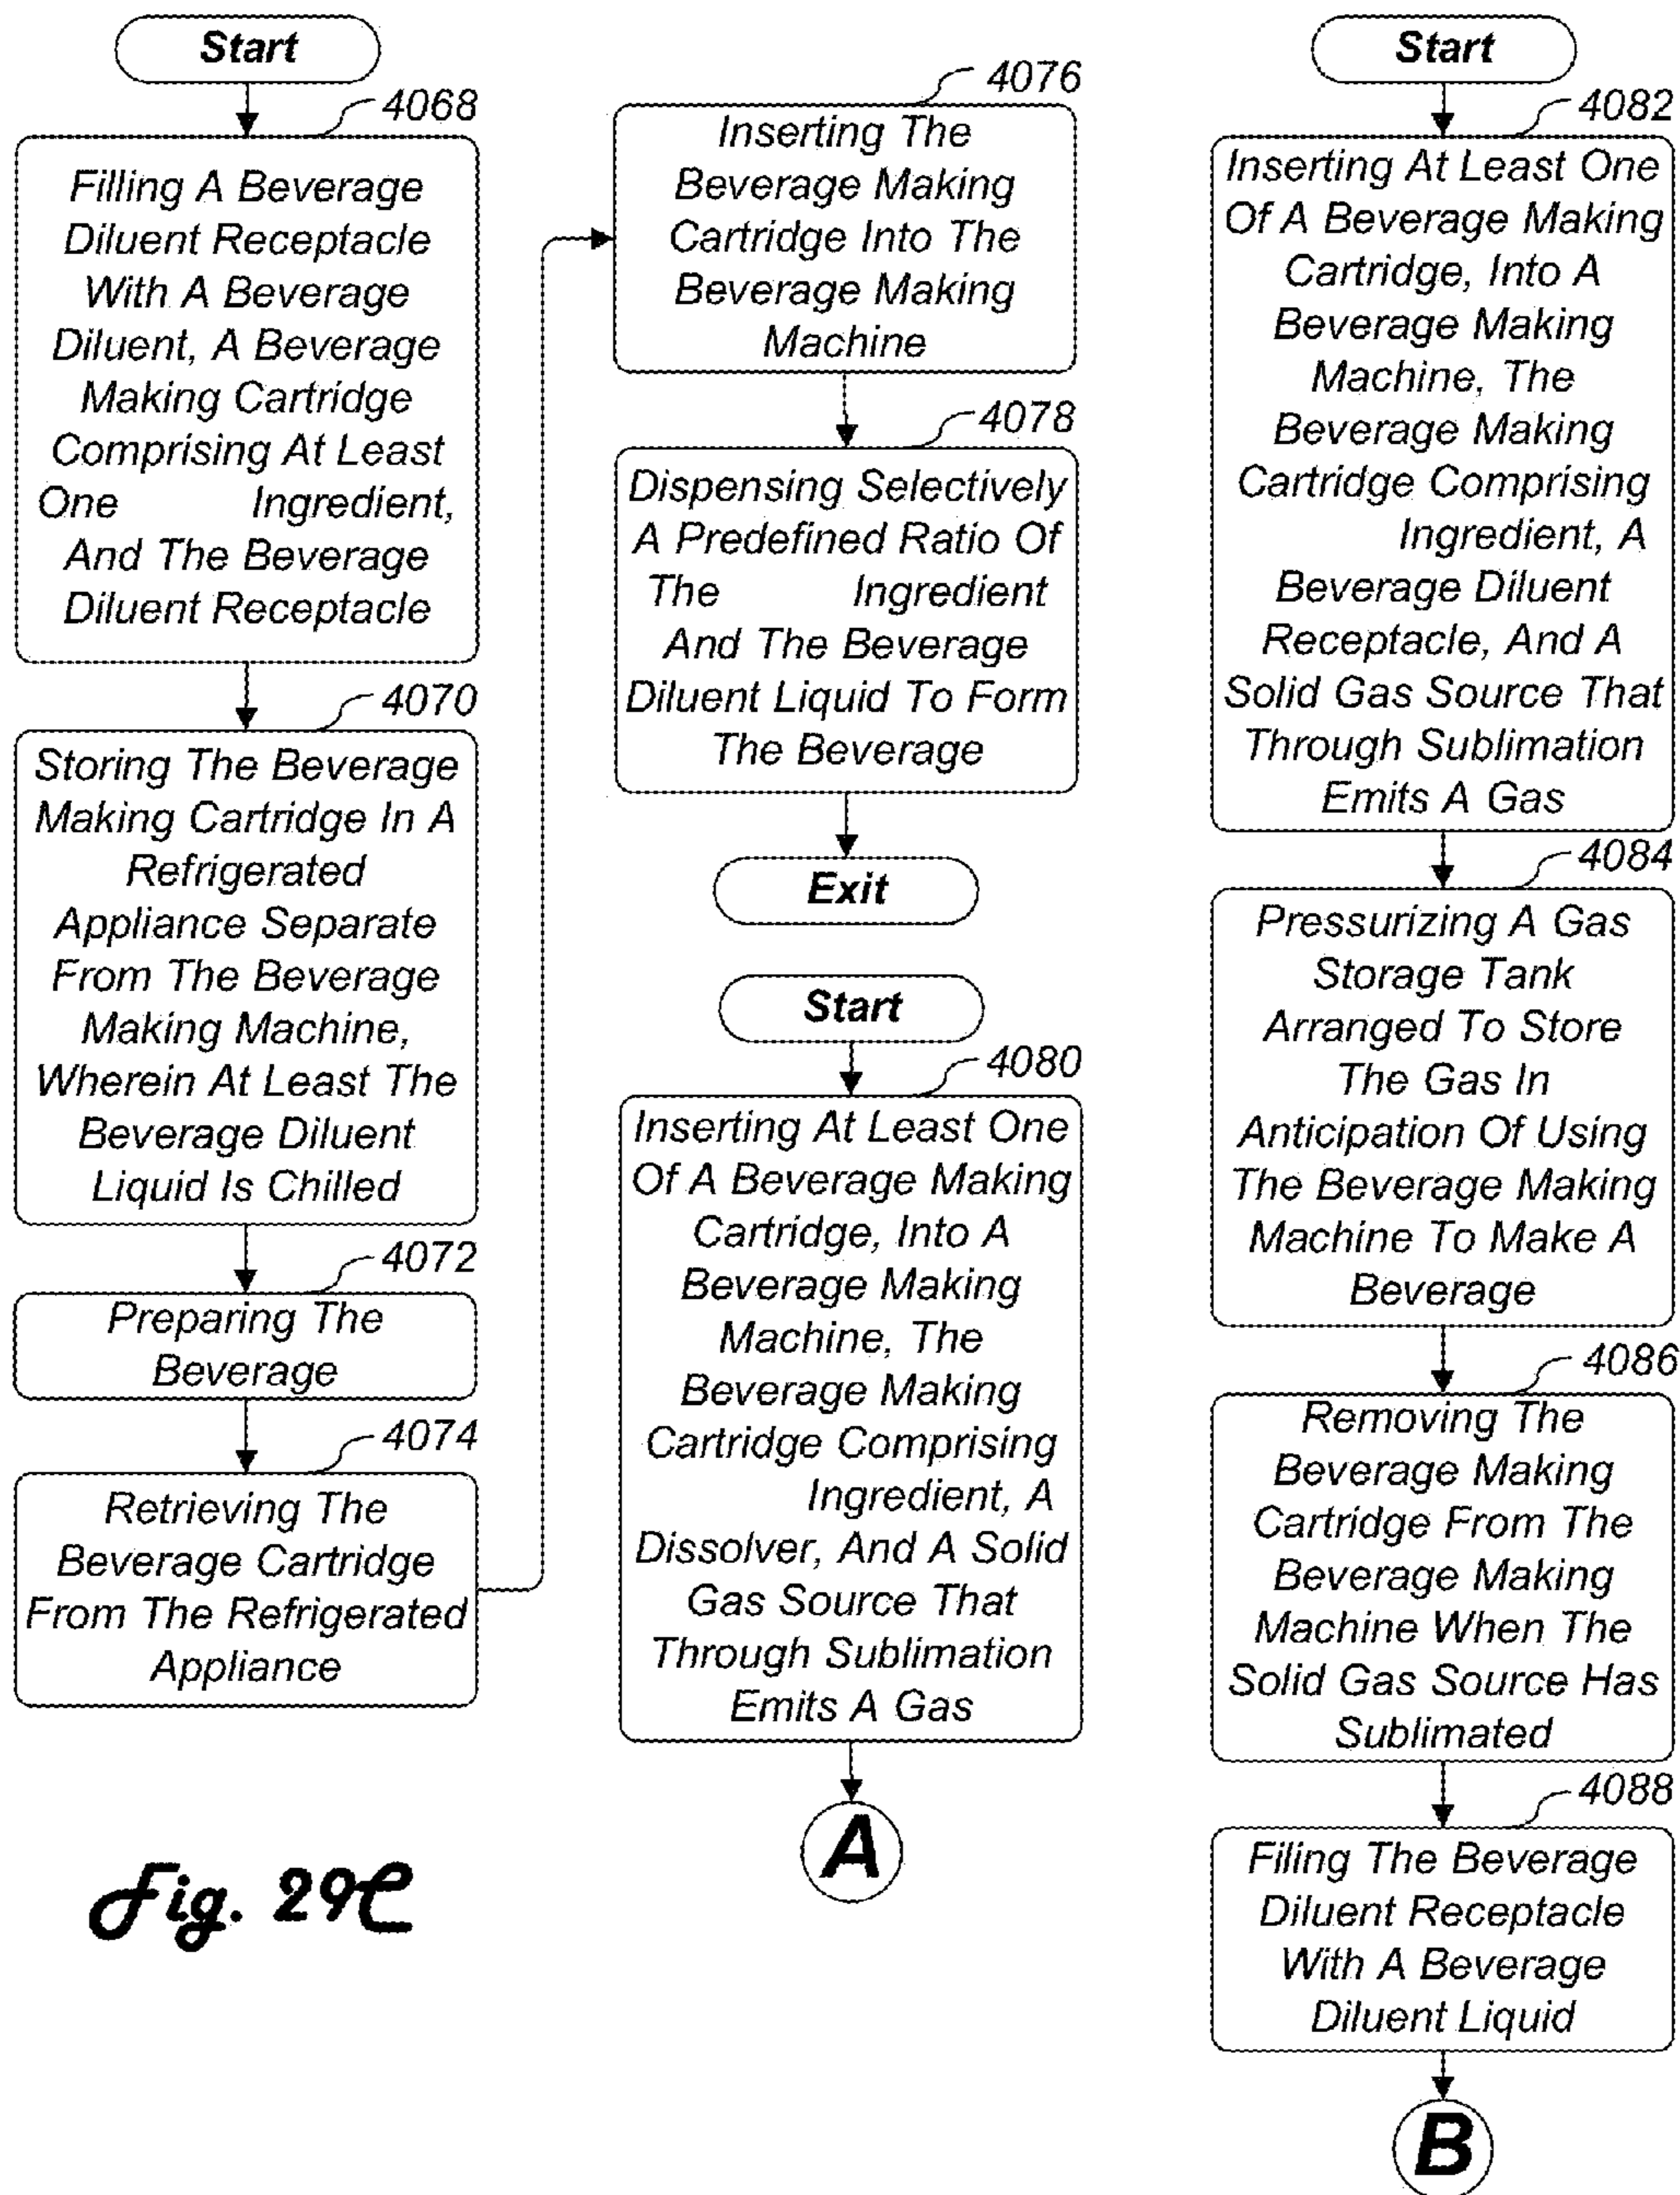 Start
4068
Filling A Beverage
Diluent Receptacle
With A Beverage
Diluent, A Beverage
Making Cartridge
Comprising At Least
One Ingredient,
And The Beverage
Diluent Receptacle
4070
Storing The Beverage
Making Cartridge In A
Refrigerated
Appliance Separate
From The Beverage
Making Machine,
Wherein At Least The
Beverage Diluent
Liquid Is Chilled
4072
Preparing The
Beverage
4074
Retrieving The
Beverage Cartridge
From The Refrigerated
Appliance
4076
Inserting The
Beverage Making
Cartridge Into The
Beverage Making
Machine
4078
Dispensing Selectively
A Predefined Ratio Of
The Ingredient
And The Beverage
Diluent Liquid To Form
The Beverage
Exit
Start
4080
Inserting At Least One
Of A Beverage Making
Cartridge, Into A
Beverage Making
Machine, The
Beverage Making
Cartridge Comprising
Ingredient, A
Dissolver, And A Solid
Gas Source That
Through Sublimation
Emits A Gas
A
Start
4082
Inserting At Least One
Of A Beverage Making
Cartridge, Into A
Beverage Making
Machine, The
Beverage Making
Cartridge Comprising
Ingredient, A
Beverage Diluent
Receptacle, And A
Solid Gas Source That
Through Sublimation
Emits A Gas
4084
Pressurizing A Gas
Storage Tank
Arranged To Store
The Gas In
Anticipation Of Using
The Beverage Making
Machine To Make A
Beverage
4086
Removing The
Beverage Making
Cartridge From The
Beverage Making
Machine When The
Solid Gas Source Has
Sublimated
4088
Filing The Beverage
Diluent Receptacle
With A Beverage
Diluent Liquid
B
Fig. 29C